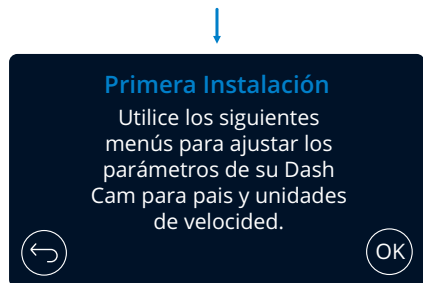 Primera Instalación
Utilice los siguientes
menús para ajustar los
parámetros de su Dash
Cam para pais y unidades
de velocided.
OK